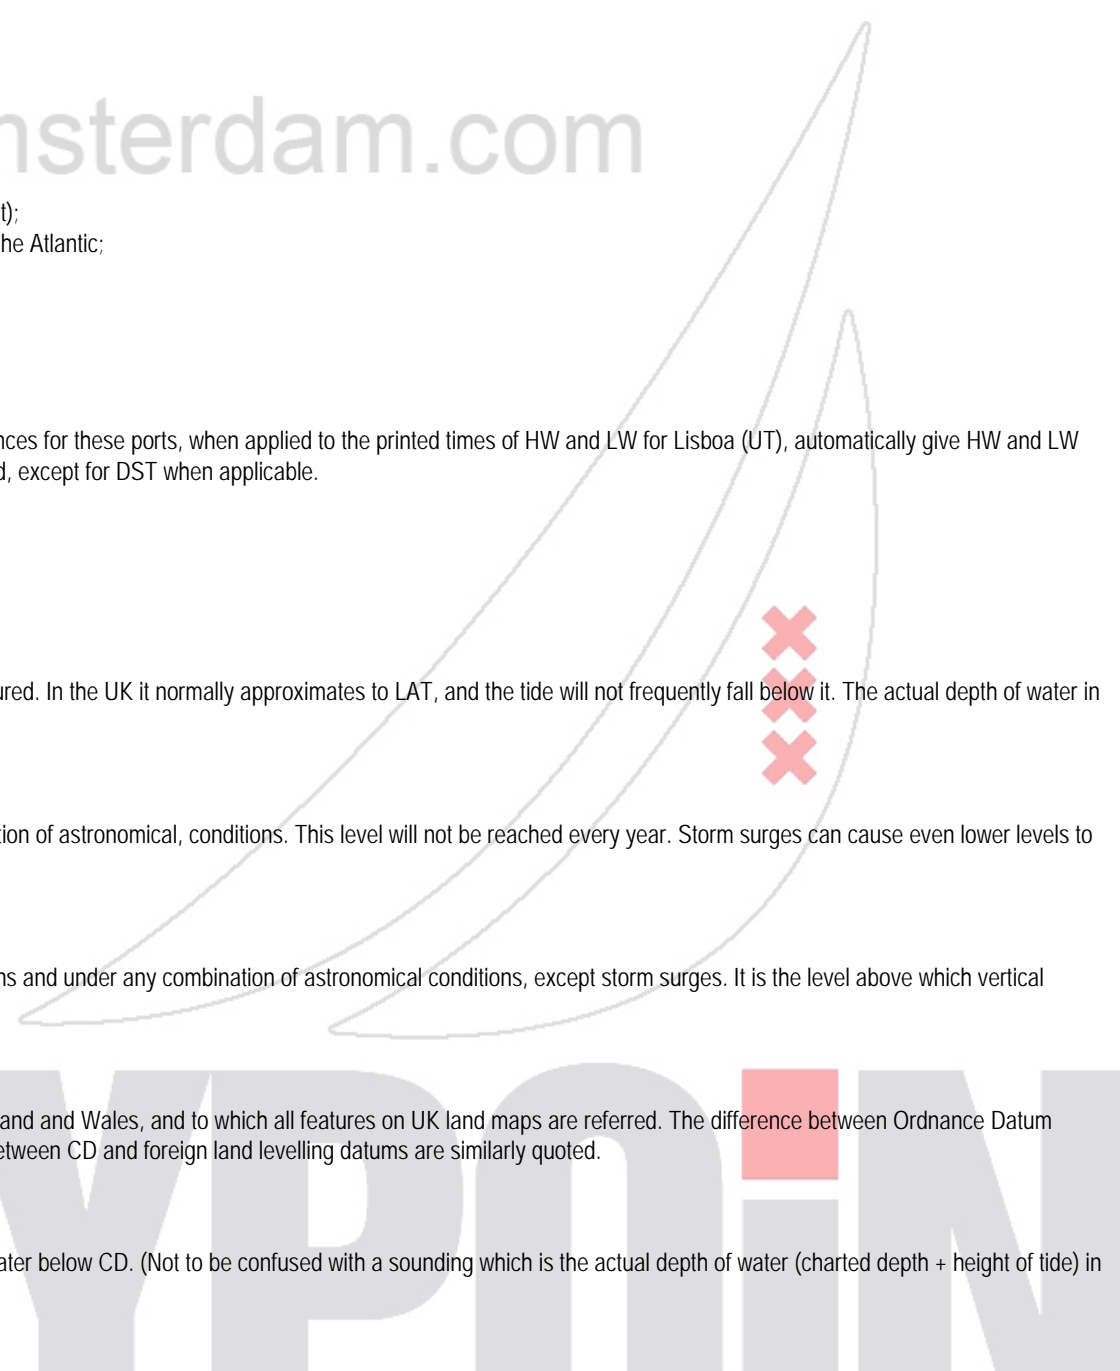 nsterdam.com
t);
he Atlantic;
nces for these ports, when applied to the printed times of HW and LW for Lisboa (UT), automatically give HW and LW
d, except for DST when applicable.
ured. In the UK it normally approximates to LAT, and the tide will not frequently fall below it. The actual depth of water in
tion of astronomical, conditions. This level will not be reached every year. Storm surges can cause even lower levels to
ns and under any combination of astronomical conditions, except storm surges. It is the level above which vertical
and and Wales, and to which all features on UK land maps are referred. The difference between Ordnance Datum
etween CD and foreign land levelling datums are similarly quoted.
YPOiN
ater below CD. (Not to be confused with a sounding which is the actual depth of water (charted depth + height of tide) in